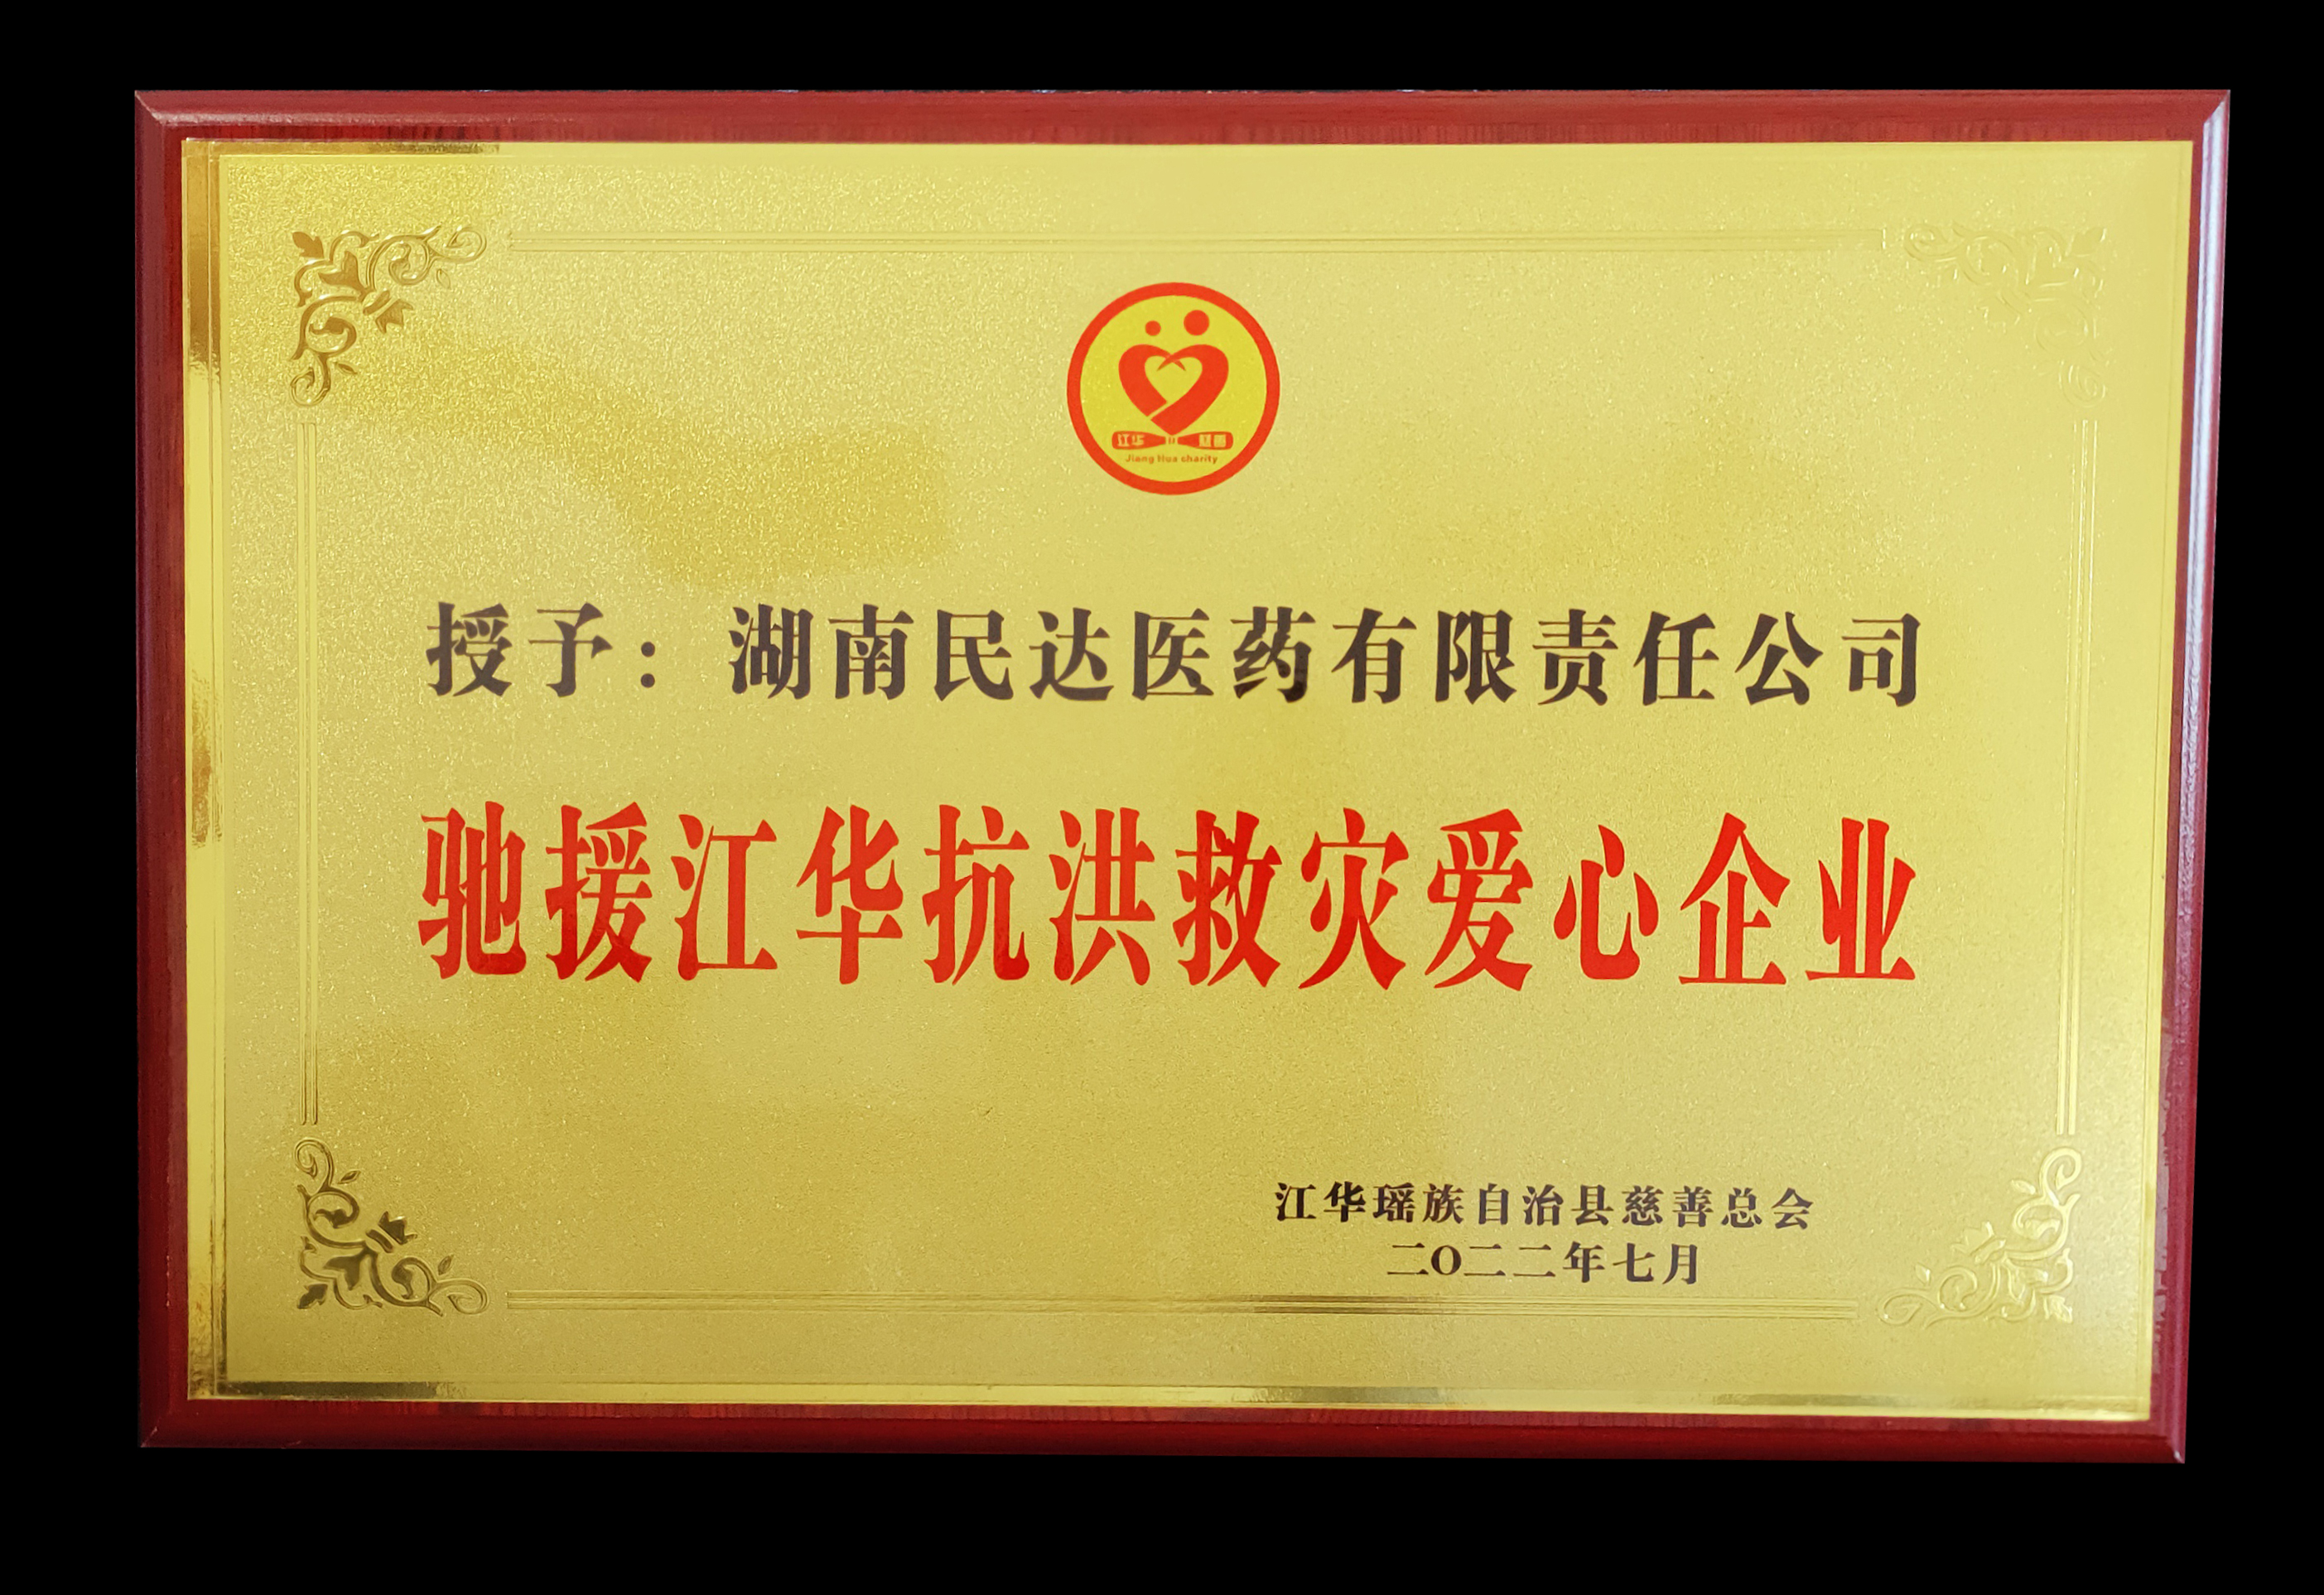 江华 慈善
Jiang Hua charity
授予：湖南民达医药有限责任公司
驰援江华抗洪救灾爱心企业
江华瑶族自治县慈善总会
二〇二二年七月